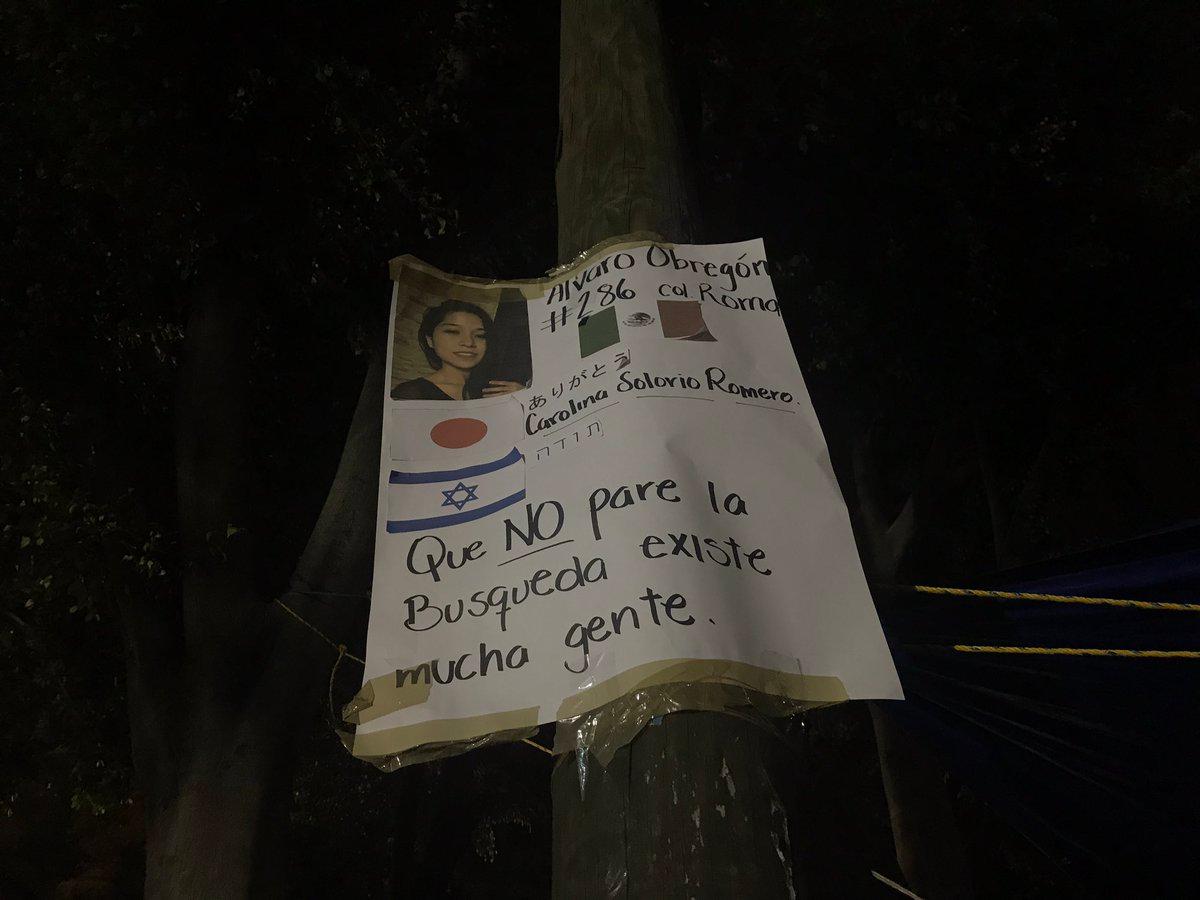 Alvaro Obregón
#286 col Roma
ありがとう
Carolina Solorio Romero.
תודה
Que NO pare la
Busqueda existe
mucha gente.